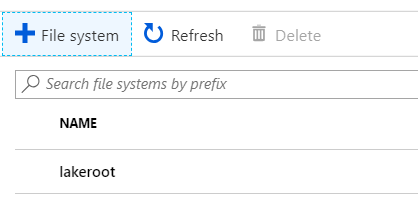 File system Refresh Delete
Search file systems by prefix
NAME
lakeroot